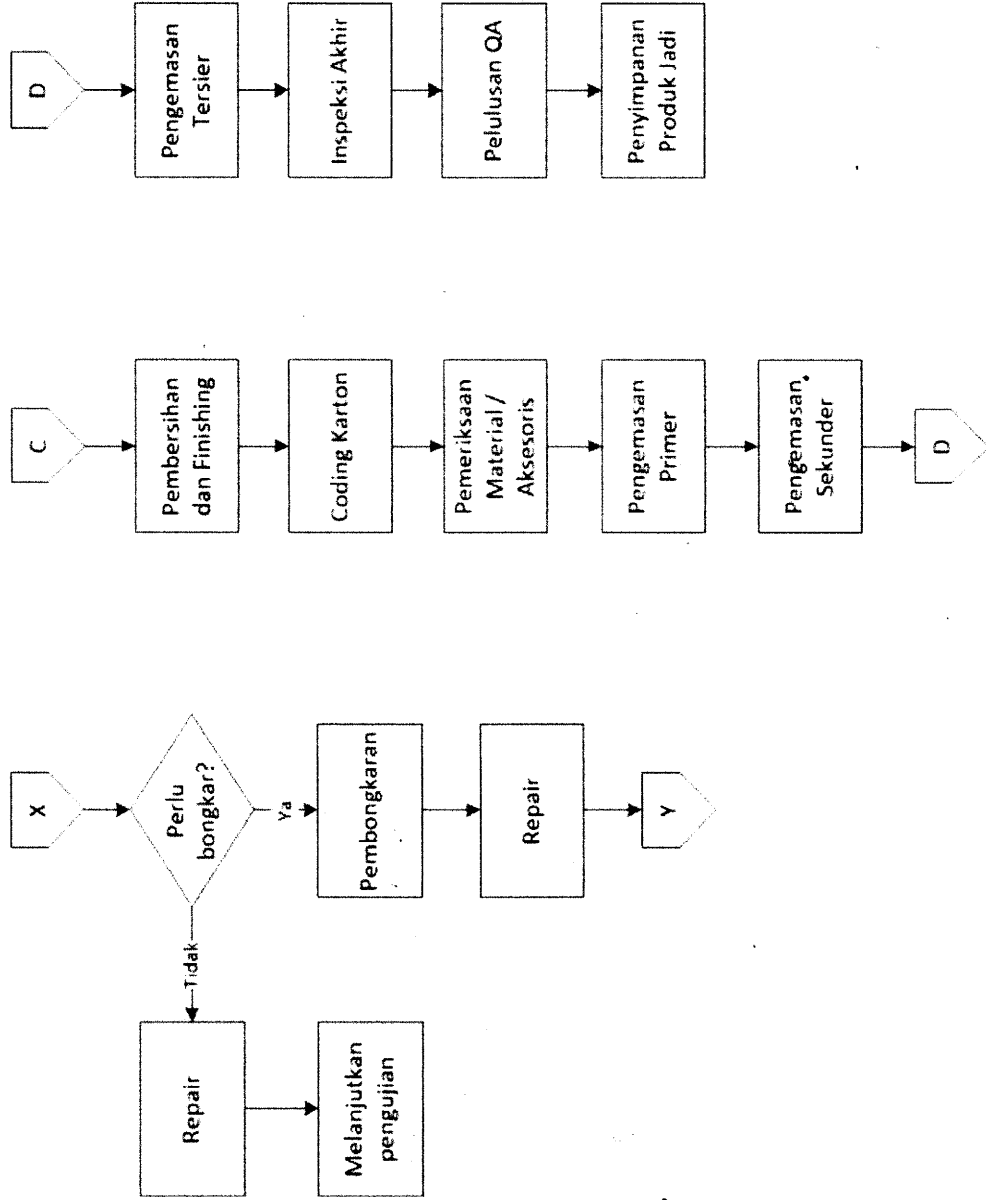 X
Perlu
bongkar?
Tidak
Ya
Repair
Melanjutkan
pengujian
Pembongkaran
Repair
Y
C
Pembersihan
dan Finishing
Coding Karton
Pemeriksaan
Material /
Aksesoris
Pengemasan
Primer
Pengemasan
Sekunder
D
D
Pengemasan
Tersier
Inspeksi Akhir
Pelulusan QA
Penyimpanan
Produk Jadi